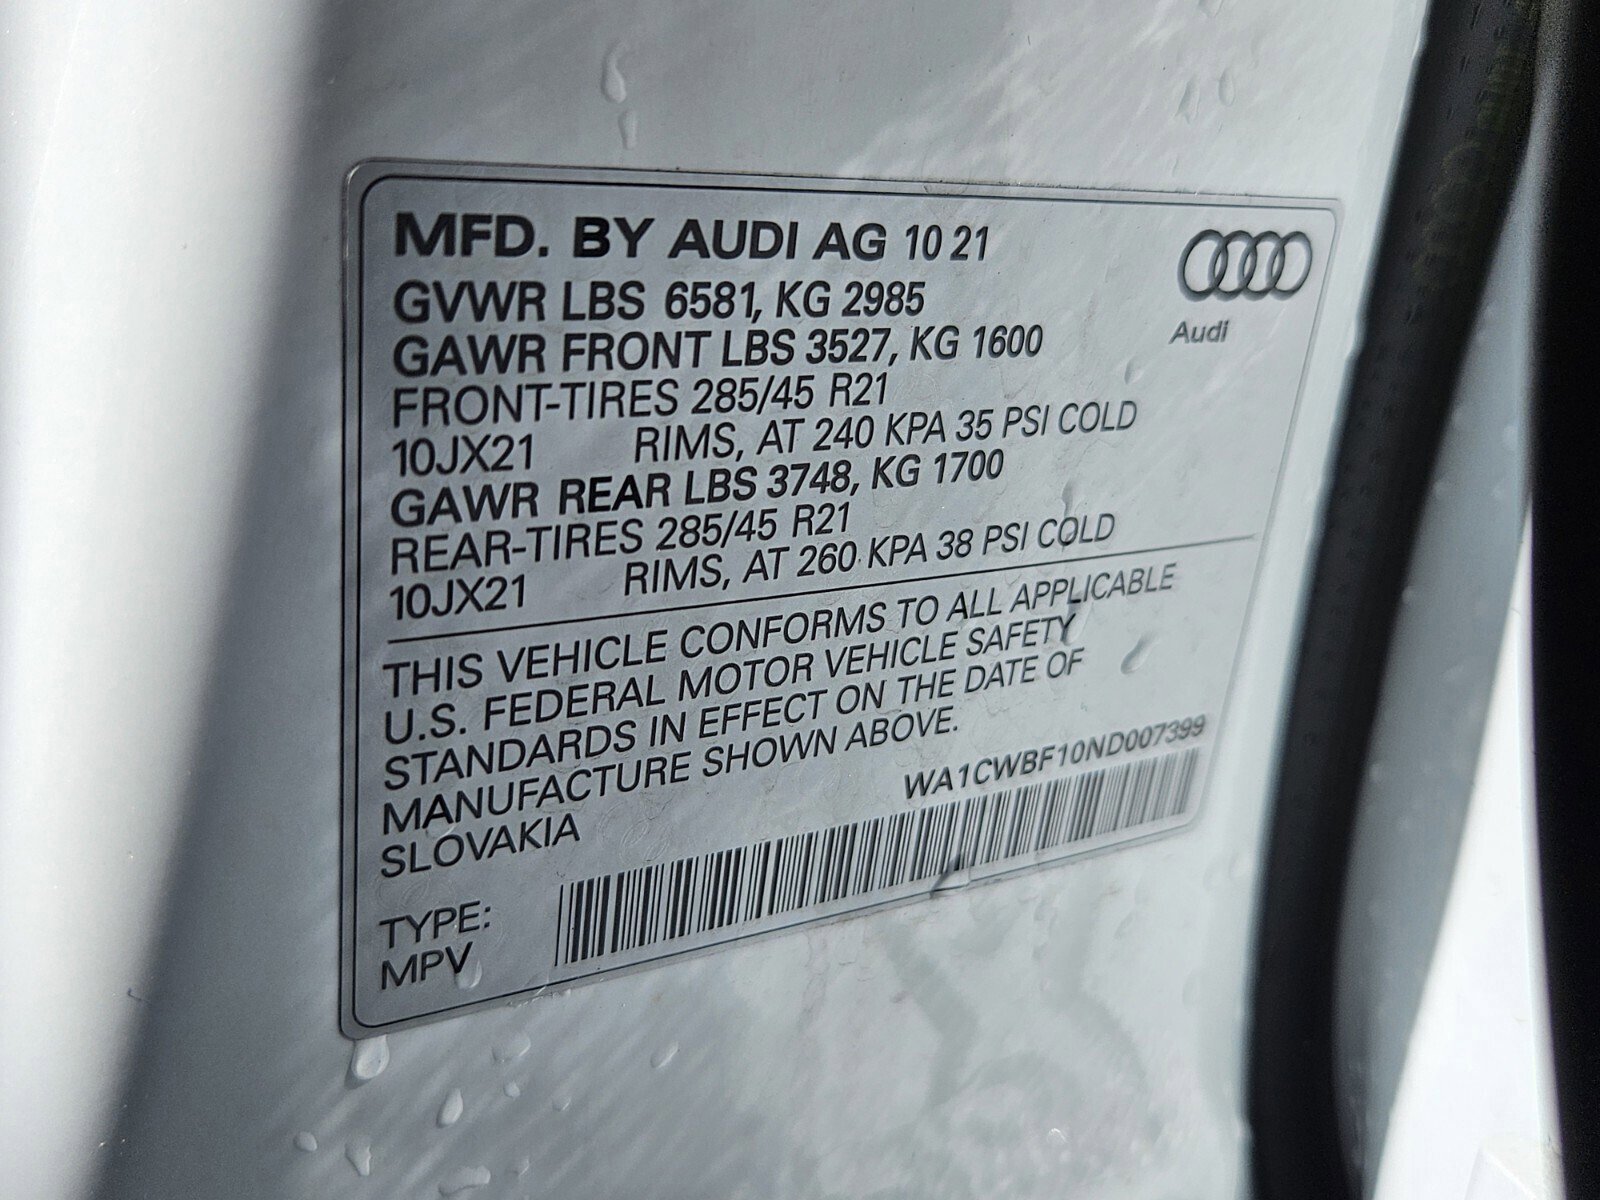 MFD. BY AUDI AG 10 21
GVWR LBS 6581, KG 2985
GAWR FRONT LBS 3527, KG 1600
FRONT-TIRES 285/45 R21
10JX21 RIMS, AT 240 KPA 35 PSI COLD
GAWR REAR LBS 3748, KG 1700
REAR-TIRES 285/45 R21
10JX21 RIMS, AT 260 KPA 38 PSI COLD
Audi
THIS VEHICLE CONFORMS TO ALL APPLICABLE
U.S. FEDERAL MOTOR VEHICLE SAFETY
STANDARDS IN EFFECT ON THE DATE OF
MANUFACTURE SHOWN ABOVE.
SLOVAKIA
WA1CWBF10ND007399
TYPE:
MPV